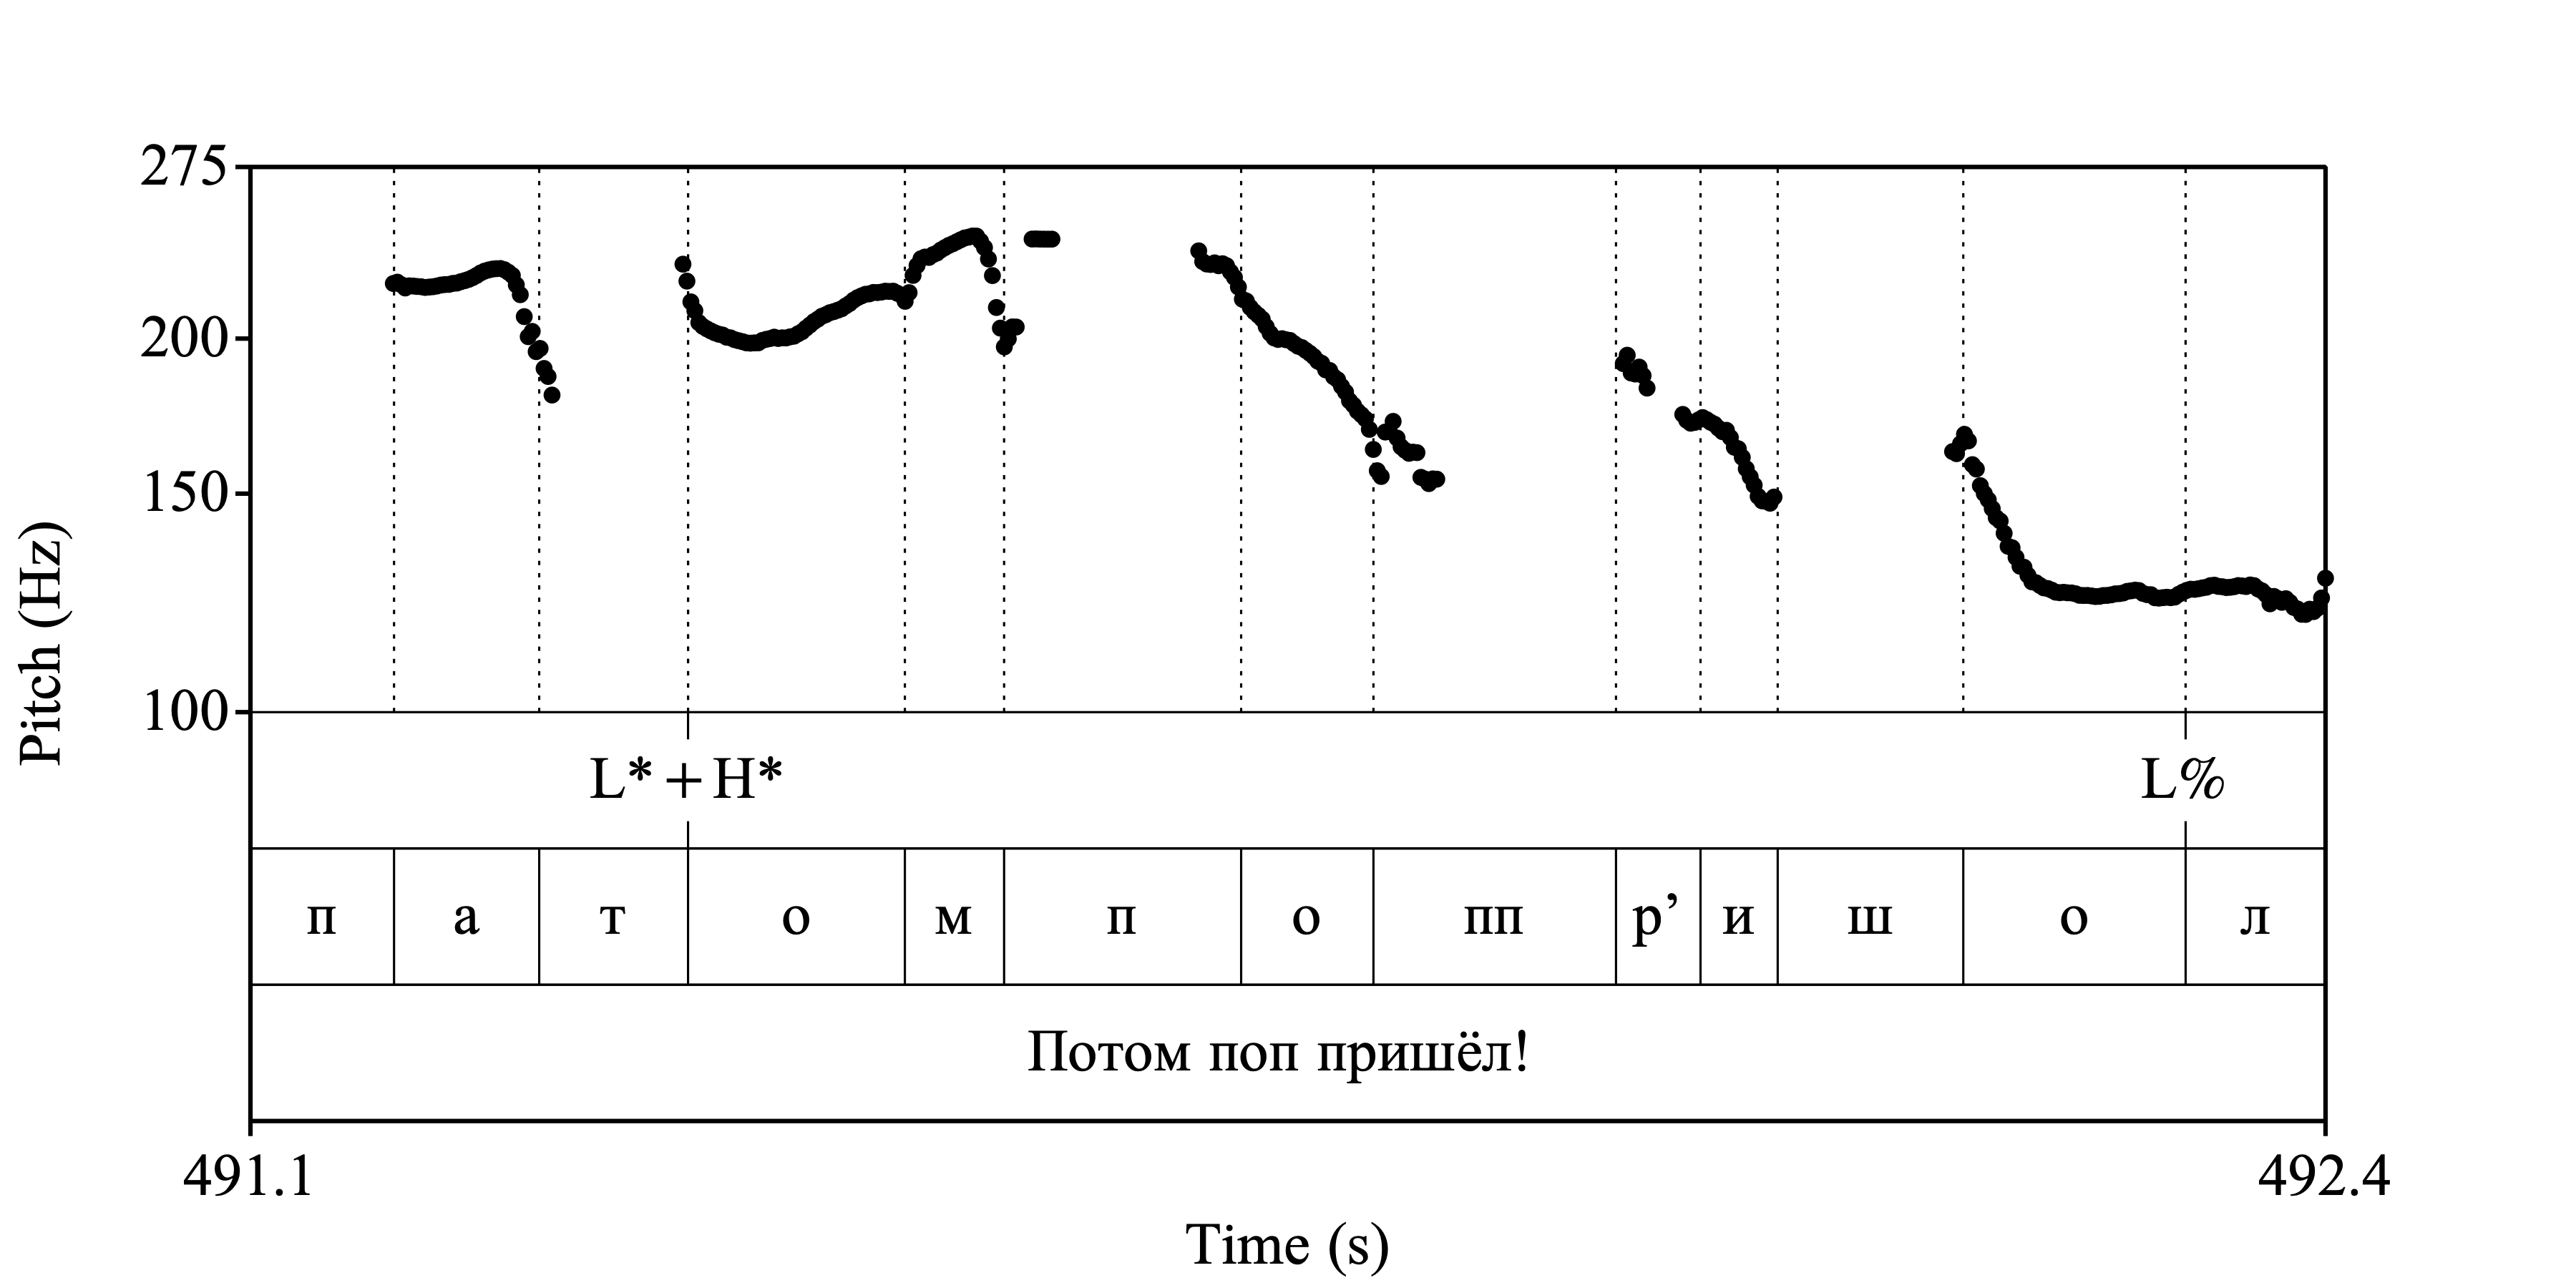 275
200
150
100
Pitch (Hz)
L* + H* L%
п а т о м п о пп р’ и ш о л
Потом поп пришёл!
491.1 492.4
Time (s)